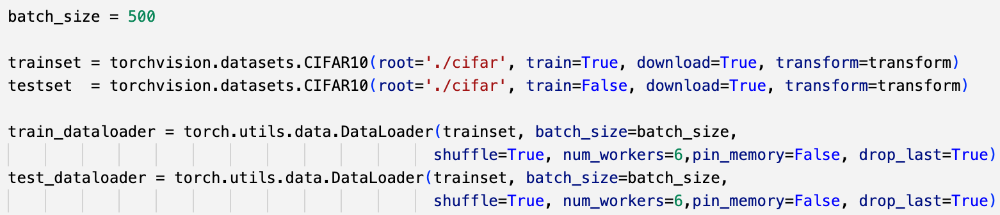 batch_size = 500
trainset = torchvision.datasets.CIFAR10(root='./cifar', train=True, download=True, transform=transform)
testset  = torchvision.datasets.CIFAR10(root='./cifar', train=False, download=True, transform=transform)
train_dataloader = torch.utils.data.DataLoader(trainset, batch_size=batch_size,
shuffle=True, num_workers=6,pin_memory=False, drop_last=True)
test_dataloader = torch.utils.data.DataLoader(trainset, batch_size=batch_size,
shuffle=True, num_workers=6,pin_memory=False, drop_last=True)